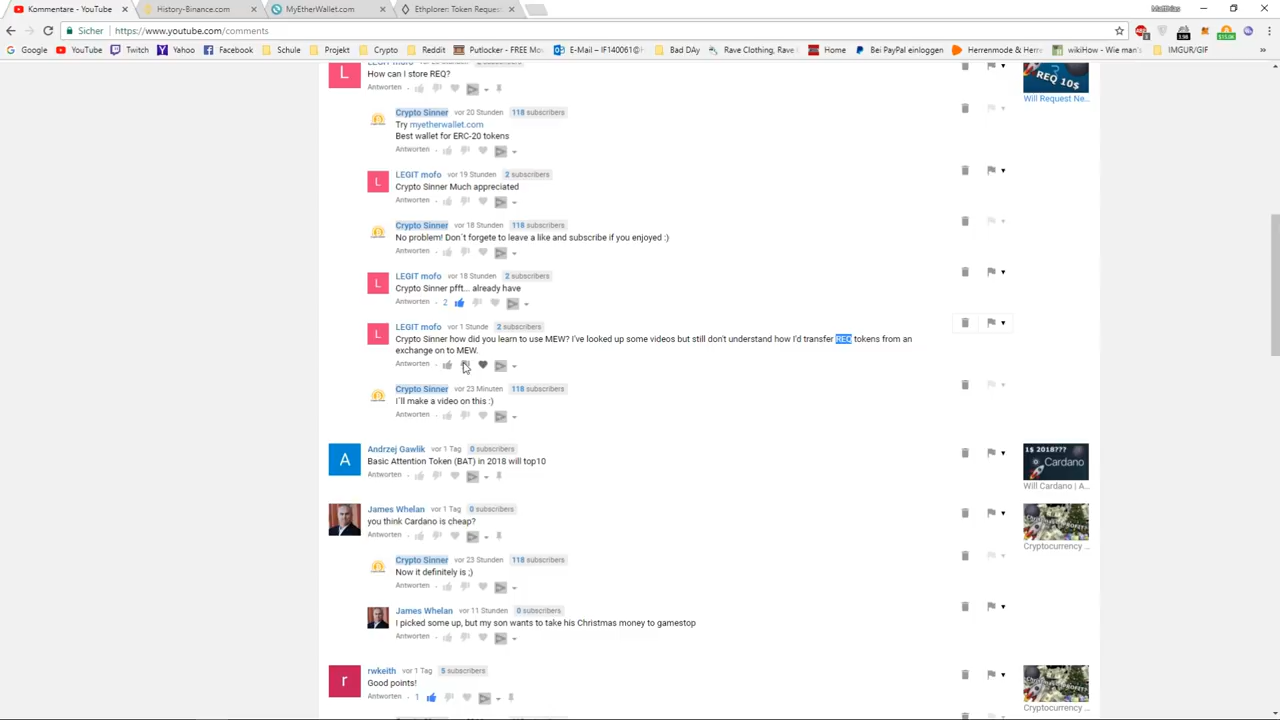 Kommentare - YouTube
History-Binance.com
MyEtherWallet.com
Ethplorer: Token Reques
Matthias
Sicher
https://www.youtube.com/comments
Google
YouTube
Twitch
Yahoo
Facebook
Schule
Projekt
Crypto
Reddit
Putlocker - FREE Mov
E-Mail – IF140061@h
Bad Day
Rave Dancing, Rave
Home
Bei PayPal einloggen
Herrenmode & Herre
wikiHow – Wie man
IMGUR/GIF
LEGIT mofo
How can I store REQ?
Antworten
REQ 10$
Will Request Ne...
Crypto Sinner vor 20 Stunden 118 subscribers
Try myetherwallet.com
Best wallet for ERC-20 tokens
Antworten
LEGIT mofo vor 19 Stunden 2 subscribers
L
Crypto Sinner Much appreciated
Antworten
Crypto Sinner vor 18 Stunden 118 subscribers
No problem! Don´t forgete to leave a like and subscribe if you enjoyed :)
Antworten
LEGIT mofo vor 18 Stunden 2 subscribers
L
Crypto Sinner pfft... already have
Antworten · 2
LEGIT mofo vor 1 Stunde 2 subscribers
L
Crypto Sinner how did you learn to use MEW? I've looked up some videos but still don't understand how I'd transfer REQ tokens from an
exchange on to MEW.
Antworten
Crypto Sinner vor 23 Minuten 118 subscribers
I´ll make a video on this :)
Antworten
Andrzej Gawlik vor 1 Tag 0 subscribers
A
Basic Attention Token (BAT) in 2018 will top10
Antworten
1$ 2018???
Cardano
Will Cardano | A...
James Whelan vor 1 Tag 0 subscribers
you think Cardano is cheap?
Antworten
Cryptocurrency ...
Crypto Sinner vor 23 Stunden 118 subscribers
Now it definitely is ;)
Antworten
James Whelan vor 11 Stunden 0 subscribers
I picked some up, but my son wants to take his Christmas money to gamestop
Antworten
rwkeith vor 1 Tag 5 subscribers
r
Good points!
Antworten · 1
Cryptocurrency ...